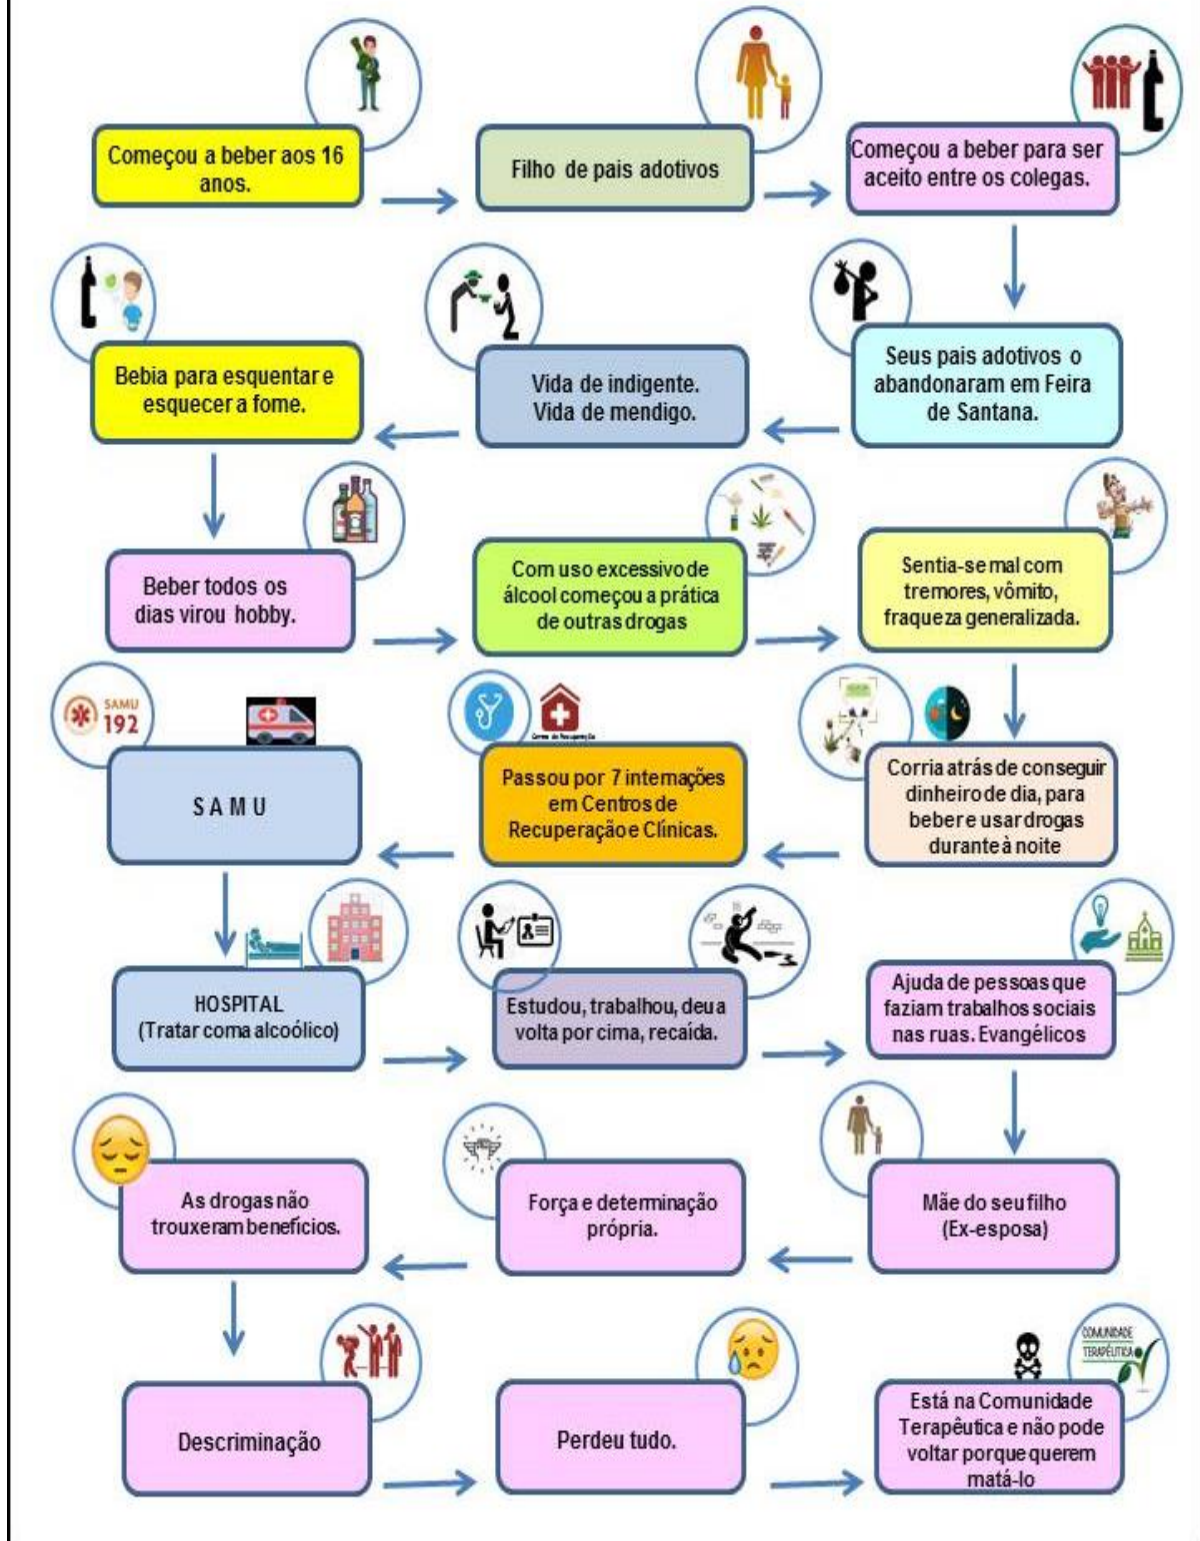 Começou a beber aos 16
anos.
Filho de pais adotivos
Começou a beber para ser
aceito entre os colegas.
Seus pais adotivos o
abandonaram em Feira
de Santana.
Vida de indigente.
Vida de mendigo.
Bebia para esquentar e
esquecer a fome.
Beber todos os
dias virou hobby.
Com uso excessivo de
álcool começou a prática
de outras drogas
Sentia-se mal com
tremores, vômito,
fraqueza generalizada.
Corria atrás de conseguir
dinheiro de dia, para
beber e usar drogas
durante à noite
Centro de Recuperação
Passou por 7 internações
em Centros de
Recuperação e Clínicas.
SAMU
192
SAMU
HOSPITAL
(Tratar coma alcoólico)
Estudou, trabalhou, deu a
volta por cima, recaída.
Ajuda de pessoas que
faziam trabalhos sociais
nas ruas. Evangélicos
Mãe do seu filho
(Ex-esposa)
Força e determinação
própria.
As drogas não
trouxeram benefícios.
Descriminação
Perdeu tudo.
COMUNIDADE
TERAPÊUTICA
Está na Comunidade
Terapêutica e não pode
voltar porque querem
matá-lo